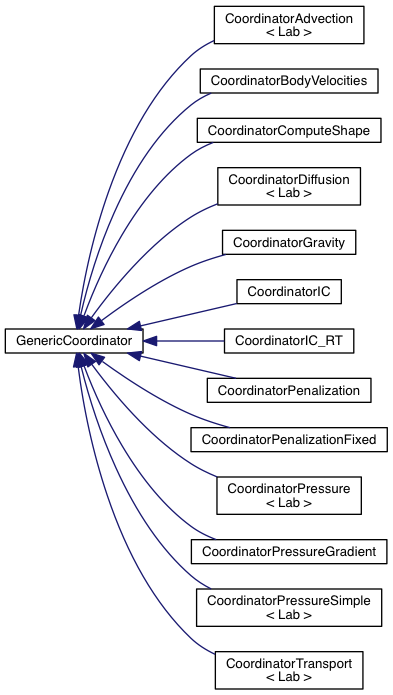 CoordinatorAdvection
< Lab >
CoordinatorBodyVelocities
CoordinatorComputeShape
CoordinatorDiffusion
< Lab >
CoordinatorGravity
CoordinatorIC
GenericCoordinator
CoordinatorIC_RT
CoordinatorPenalization
CoordinatorPenalizationFixed
CoordinatorPressure
< Lab >
CoordinatorPressureGradient
CoordinatorPressureSimple
< Lab >
CoordinatorTransport
< Lab >